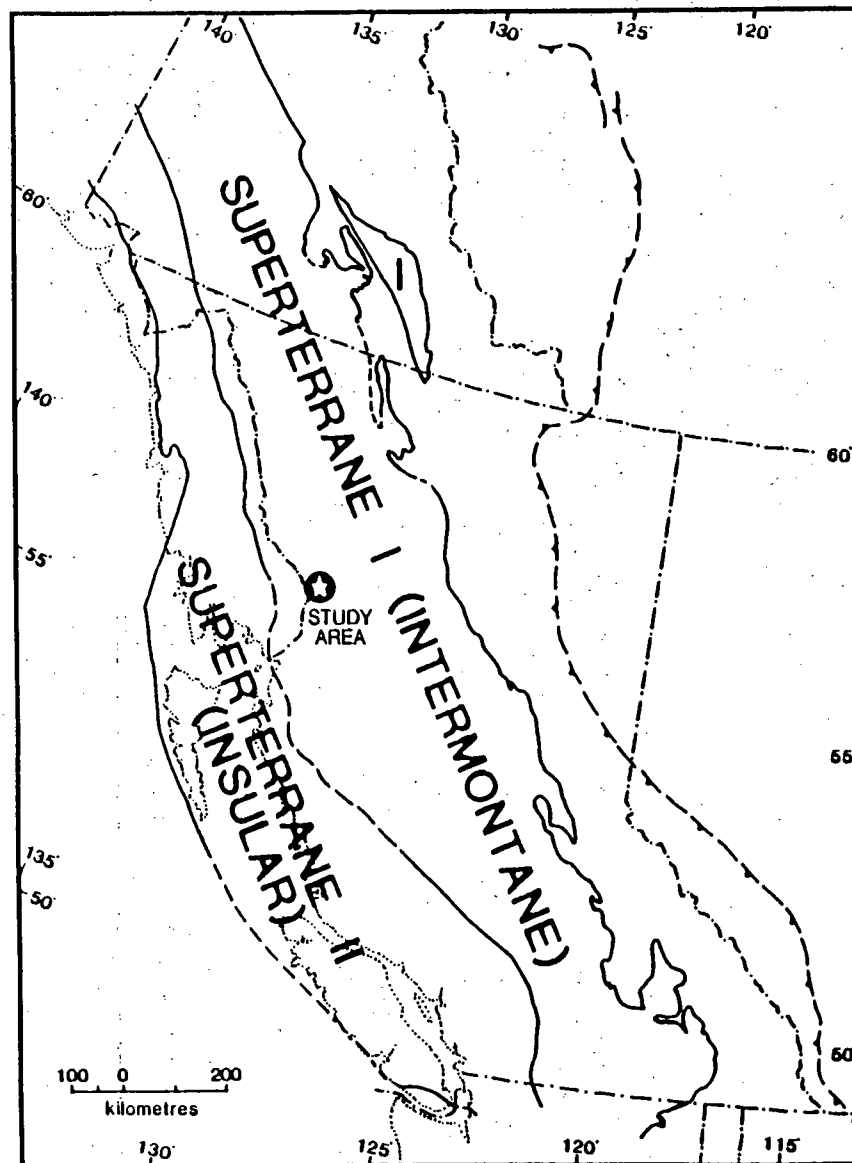 140°
135°
130°
125°
120°
60°
SUPERTERRANE I (INTERMONTANE)
I
140°
60°
55°
STUDY
AREA
SUPERTERRANE II
(INSULAR)
55
135°
50°
50
100 0 200
kilometres
130°
125°
120°
115